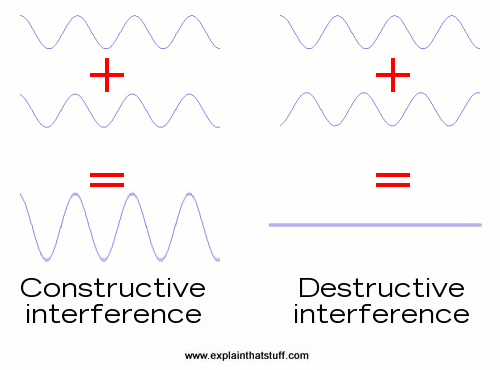 +
+
=
=
Constructive
interference
Destructive
interference
www.explainthatstuff.com